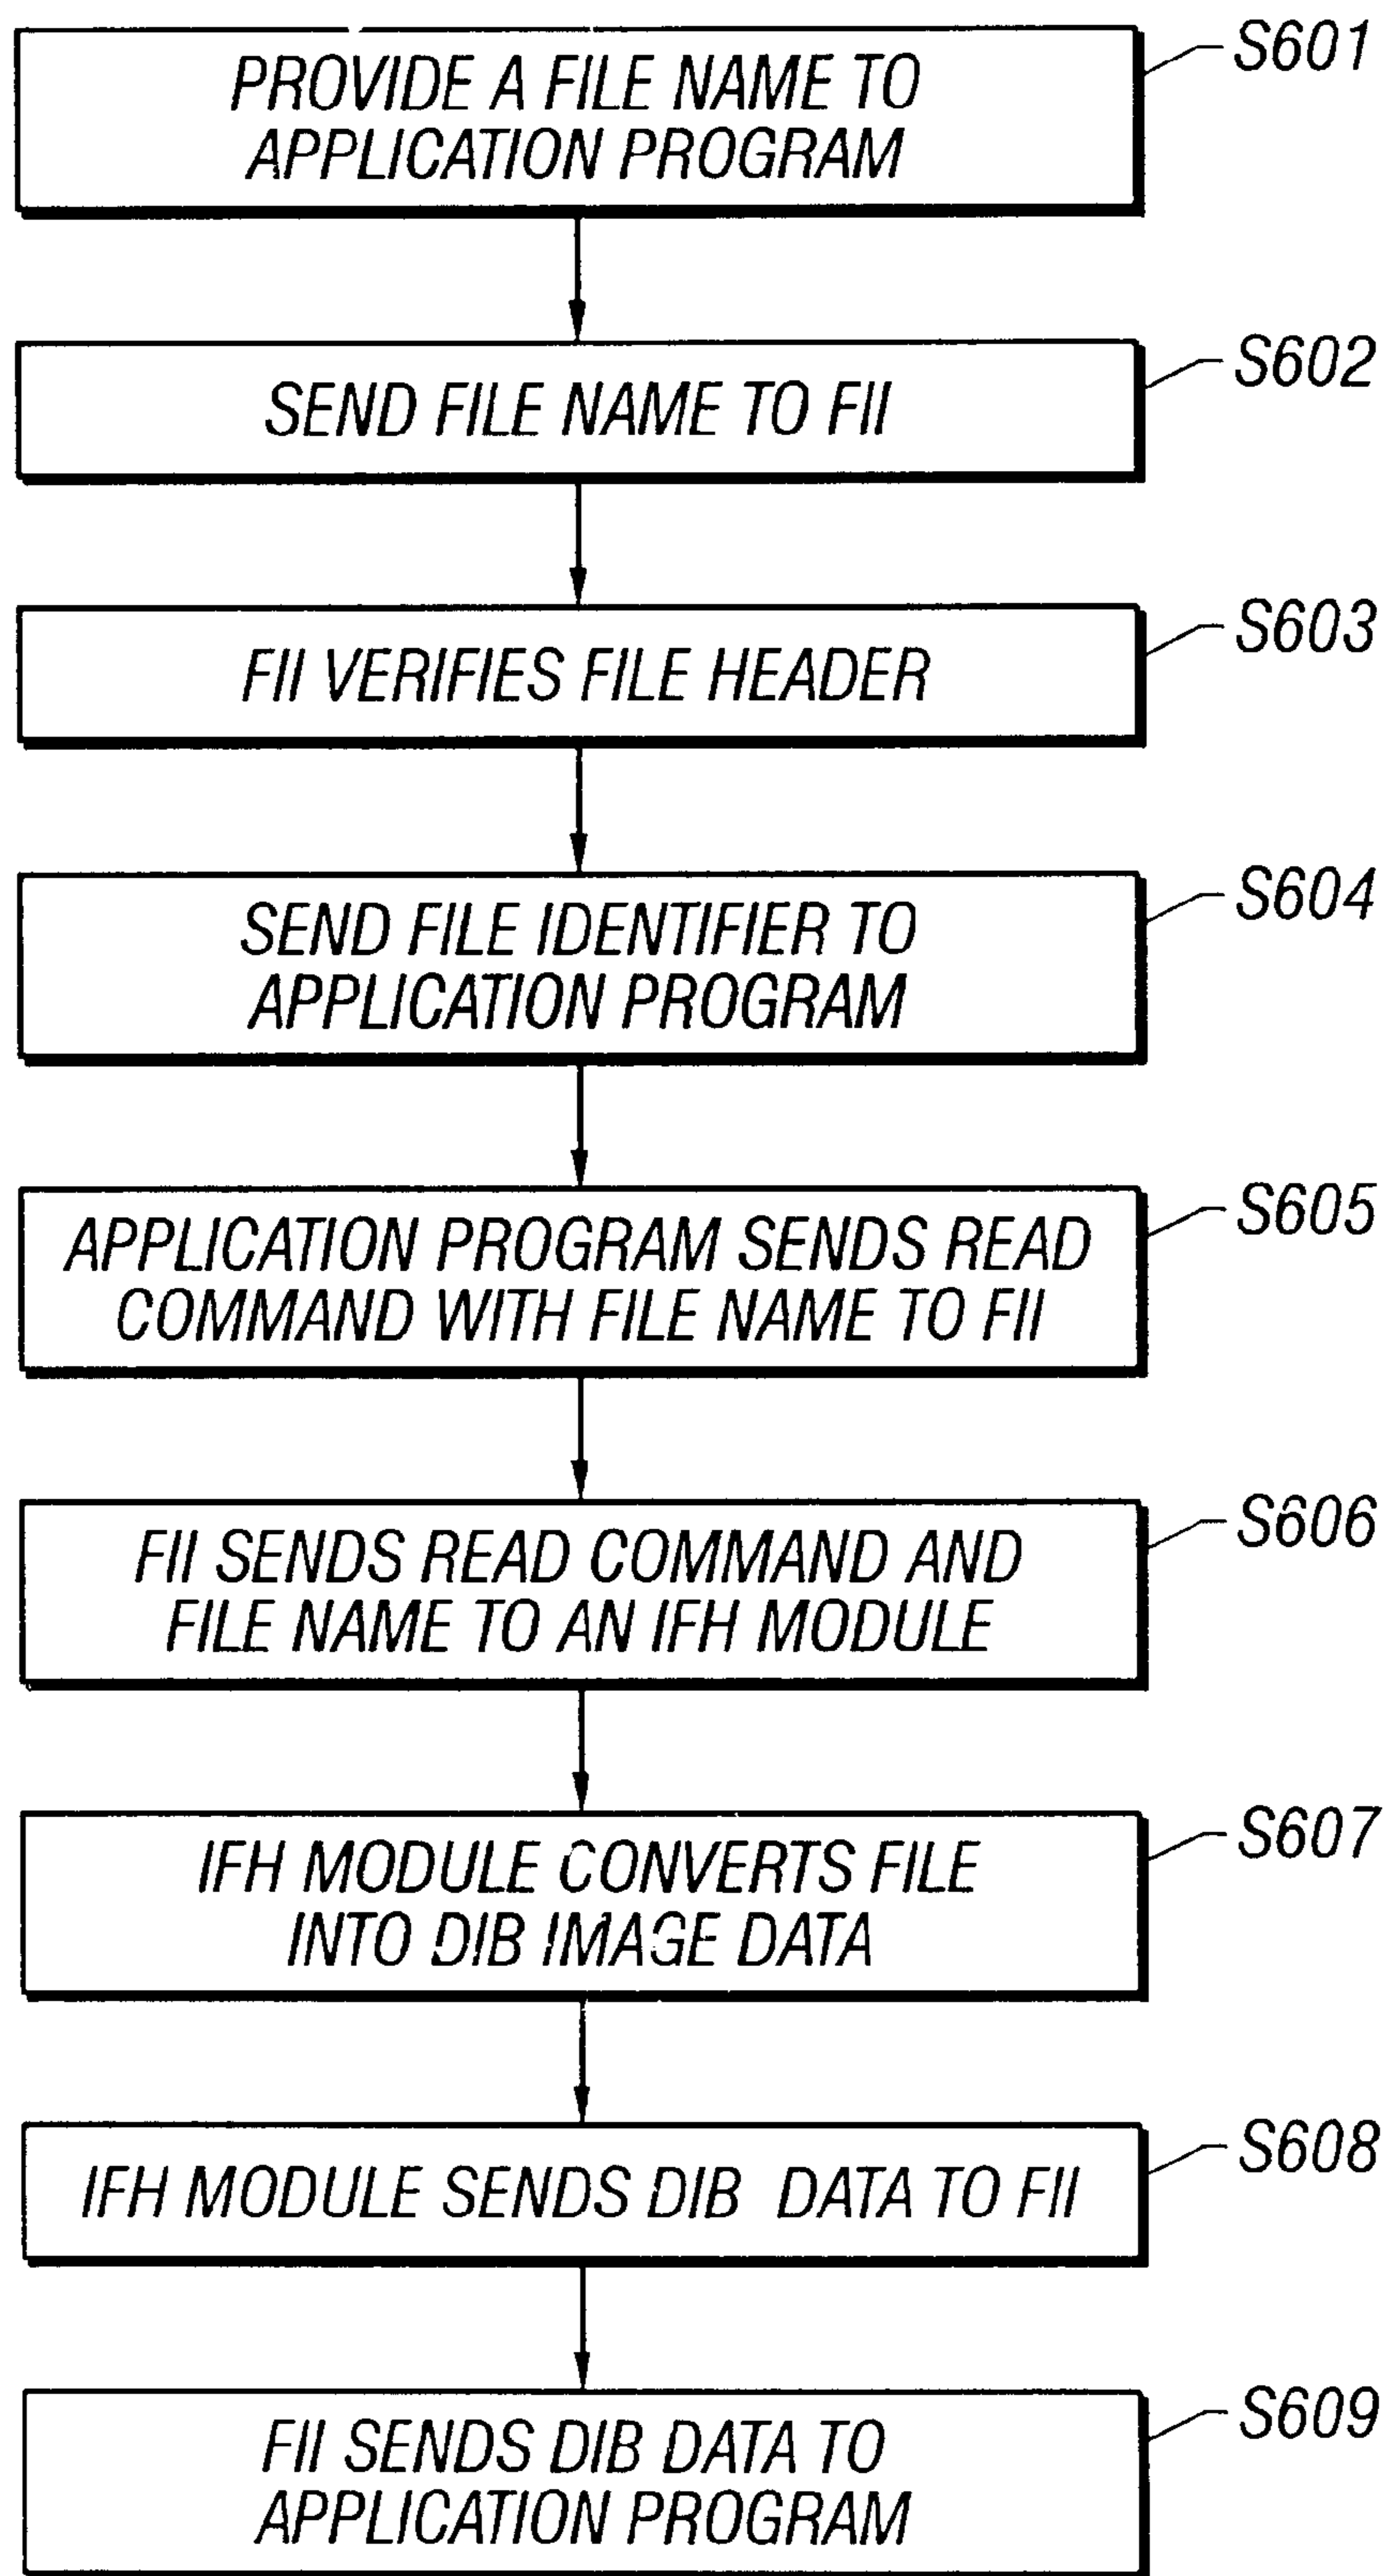 PROVIDE A FILE NAME TO
APPLICATION PROGRAM
S601
SEND FILE NAME TO FII
S602
FII VERIFIES FILE HEADER
S603
SEND FILE IDENTIFIER TO
APPLICATION PROGRAM
S604
APPLICATION PROGRAM SENDS READ
COMMAND WITH FILE NAME TO FII
S605
FII SENDS READ COMMAND AND
FILE NAME TO AN IFH MODULE
S606
IFH MODULE CONVERTS FILE
INTO DIB IMAGE DATA
S607
IFH MODULE SENDS DIB DATA TO FII
S608
FII SENDS DIB DATA TO
APPLICATION PROGRAM
S609